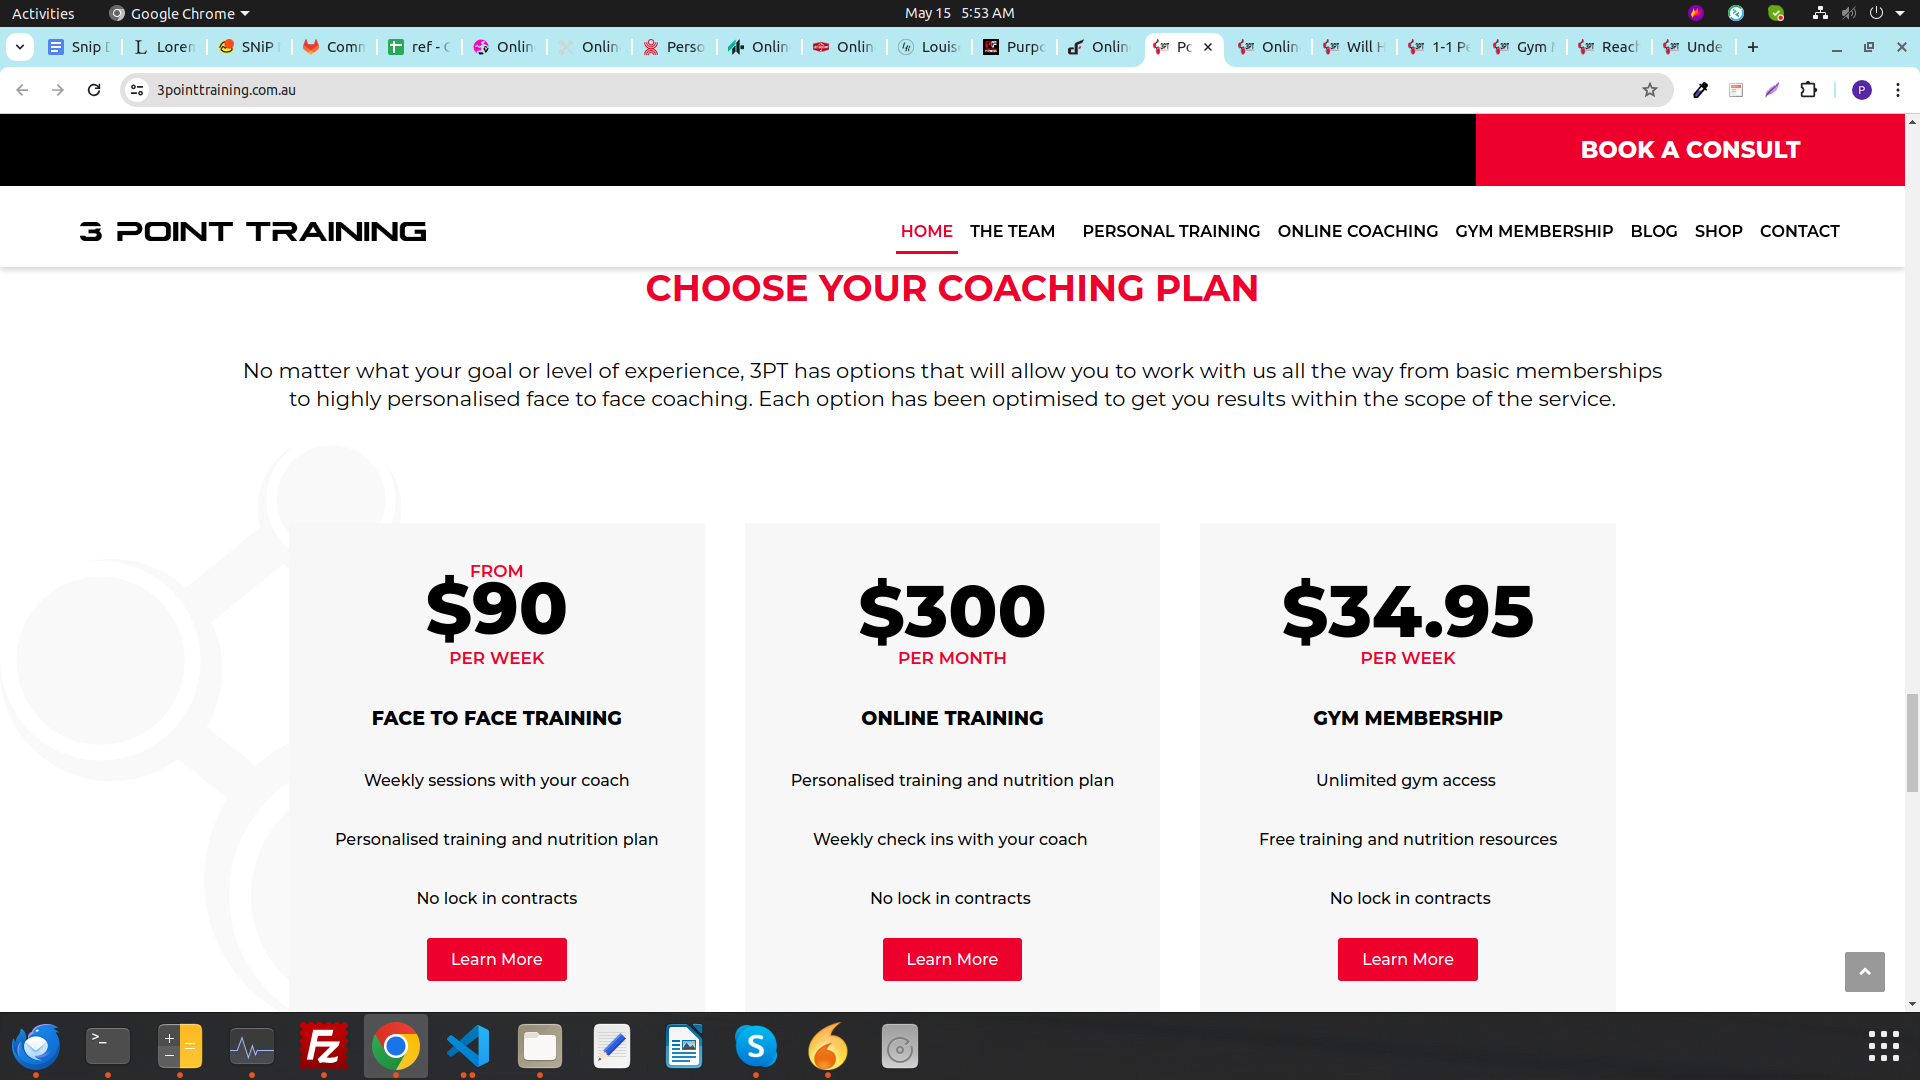 Activities
Google Chrome
May 15 5:53 AM
Snip
Loren
SNiP
Comn
ref -
Onlin
Onlin
Perso
Onlin
Onlin
Louis
Purp
Onlin
Po
Onlin
Will H
1-1 P
Gym
Reac
Unde
3pointtraining.com.au
P
BOOK A CONSULT
3 POINT TRAINING
HOME THE TEAM PERSONAL TRAINING ONLINE COACHING GYM MEMBERSHIP BLOG SHOP CONTACT
CHOOSE YOUR COACHING PLAN
No matter what your goal or level of experience, 3PT has options that will allow you to work with us all the way from basic memberships
to highly personalised face to face coaching. Each option has been optimised to get you results within the scope of the service.
FROM
$90
PER WEEK
FACE TO FACE TRAINING
Weekly sessions with your coach
Personalised training and nutrition plan
No lock in contracts
Learn More
$300
PER MONTH
ONLINE TRAINING
Personalised training and nutrition plan
Weekly check ins with your coach
No lock in contracts
Learn More
$34.95
PER WEEK
GYM MEMBERSHIP
Unlimited gym access
Free training and nutrition resources
No lock in contracts
Learn More